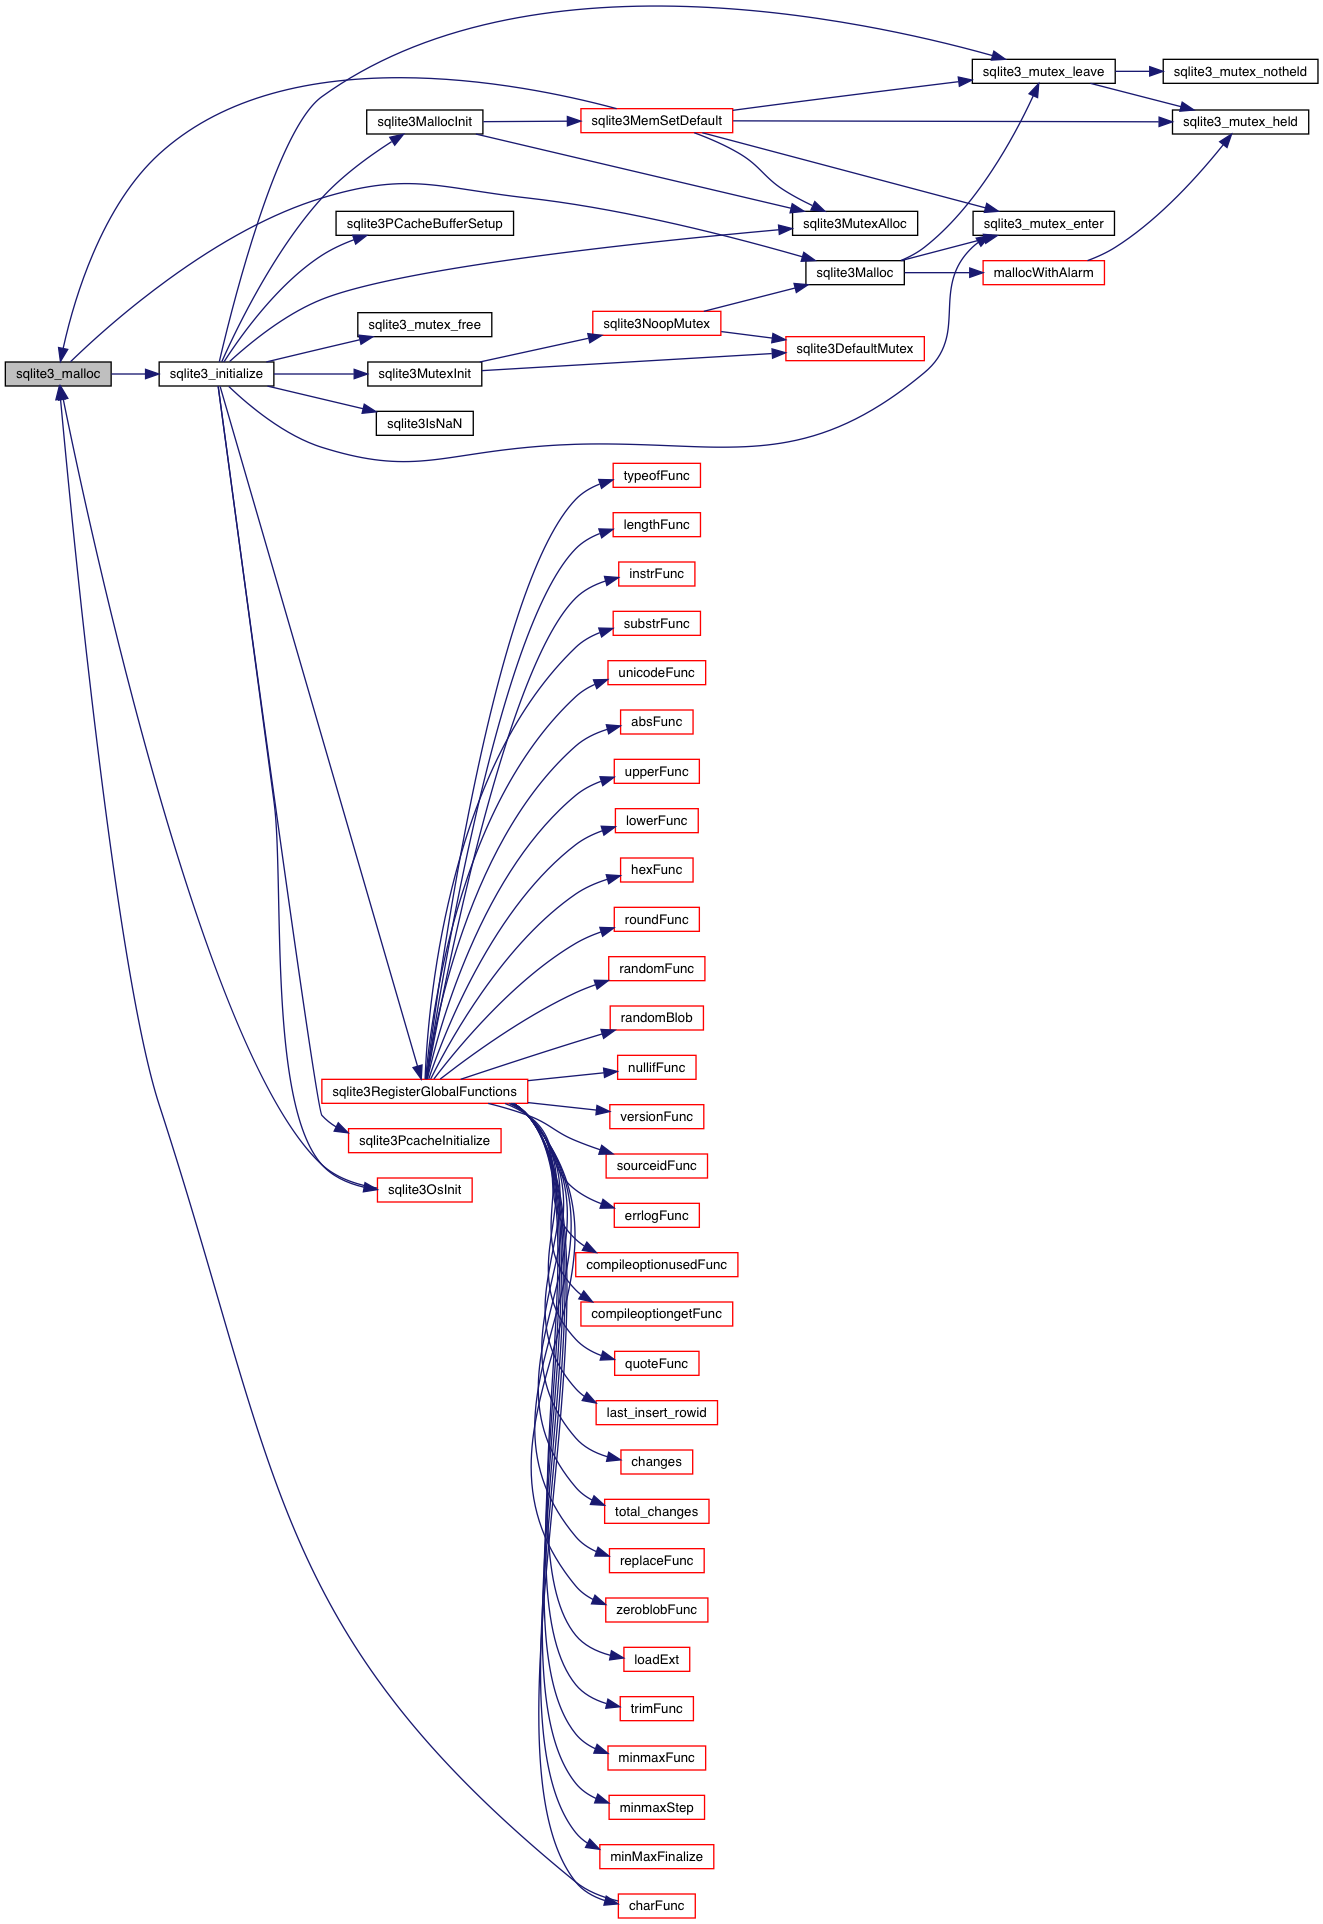 sqlite3_mutex_leave
sqlite3_mutex_notheld
sqlite3MallocInit
sqlite3MemSetDefault
sqlite3_mutex_held
sqlite3PCacheBufferSetup
sqlite3MutexAlloc
sqlite3_mutex_enter
sqlite3Malloc
mallocWithAlarm
sqlite3_mutex_free
sqlite3NoopMutex
sqlite3DefaultMutex
sqlite3_malloc
sqlite3_initialize
sqlite3MutexInit
sqlite3IsNaN
typeofFunc
lengthFunc
instrFunc
substrFunc
unicodeFunc
absFunc
upperFunc
lowerFunc
hexFunc
roundFunc
randomFunc
randomBlob
nullifFunc
sqlite3RegisterGlobalFunctions
versionFunc
sqlite3PcacheInitialize
sourceidFunc
sqlite3OsInit
errlogFunc
compileoptionusedFunc
compileoptiongetFunc
quoteFunc
last_insert_rowid
changes
total_changes
replaceFunc
zeroblobFunc
loadExt
trimFunc
minmaxFunc
minmaxStep
minMaxFinalize
charFunc